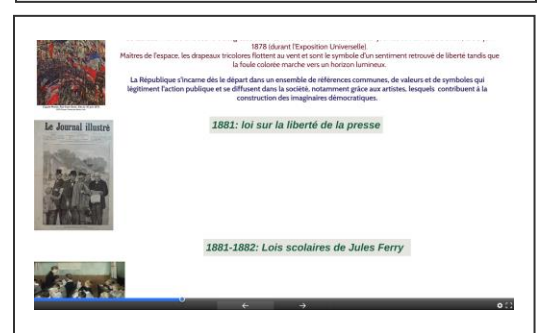 1878 (durant l'Exposition Universelle).
Maitres de l'espace, les drapeaux tricolores flottent au vent et sont le symbole d'un sentiment retrouvé de liberté tandis que
la foule colorée marche vers un horizon lumineux.
La République s'incarne dès le départ dans un ensemble de références communes, de valeurs et de symboles qui
légitiment l'action publique et se diffusent dans la société, notamment grâce aux artistes, lesquels contribuent à la
construction des imaginaires démocratiques.
1881: loi sur la liberté de la presse
Le Journal illustré
1881-1882: Lois scolaires de Jules Ferry